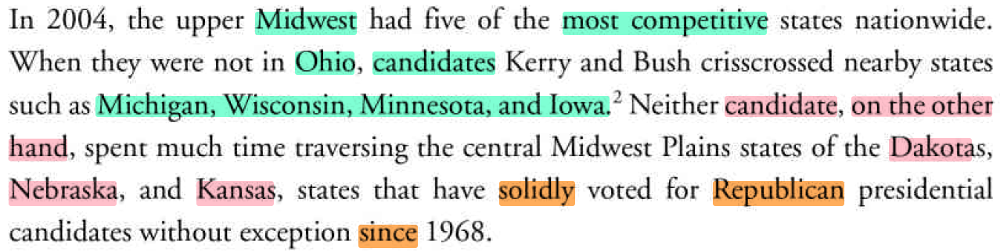 In 2004, the upper Midwest had five of the most competitive states nationwide.
When they were not in Ohio, candidates Kerry and Bush crisscrossed nearby states
such as Michigan, Wisconsin, Minnesota, and Iowa.² Neither candidate, on the other
hand, spent much time traversing the central Midwest Plains states of the Dakotas,
Nebraska, and Kansas, states that have solidly voted for Republican presidential
candidates without exception since 1968.